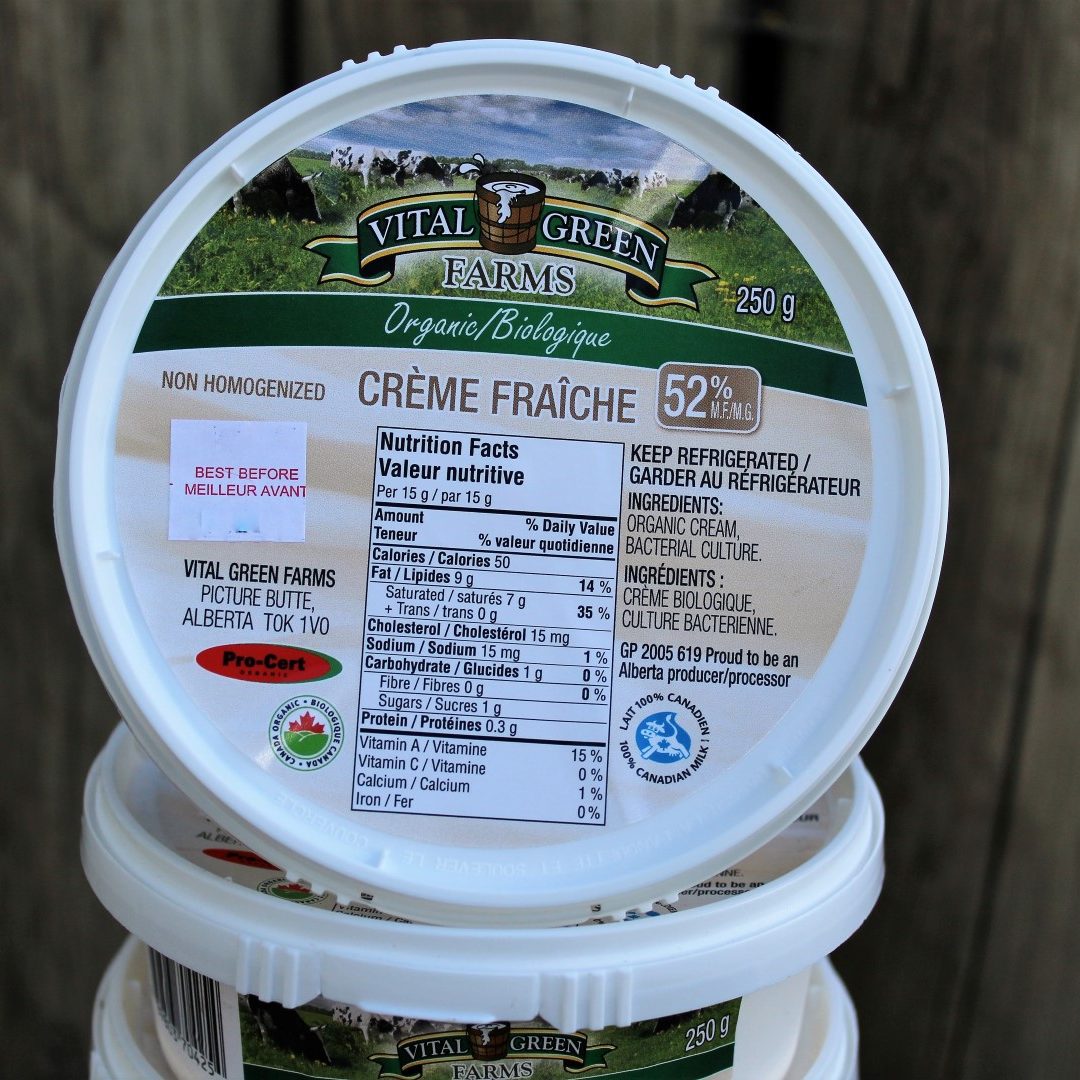 VITAL GREEN
FARMS
250 g
Organic/Biologique
NON HOMOGENIZED
CRÈME FRAÎCHE
52% M.F./M.G.
BEST BEFORE
MEILLEUR AVANT
VITAL GREEN FARMS
PICTURE BUTTE,
ALBERTA T0K 1V0
Pro-Cert
ORGANIC
CANADA ORGANIC • BIOLOGIQUE CANADA •
Nutrition Facts
Valeur nutritive
Per 15 g / par 15 g
Amount % Daily Value
Teneur % valeur quotidienne
Calories / Calories 50
Fat / Lipides 9 g 14 %
Saturated / saturés 7 g
+ Trans / trans 0 g 35 %
Cholesterol / Cholestérol 15 mg
Sodium / Sodium 15 mg 1 %
Carbohydrate / Glucides 1 g 0 %
Fibre / Fibres 0 g 0 %
Sugars / Sucres 1 g
Protein / Protéines 0.3 g
Vitamin A / Vitamine 15 %
Vitamin C / Vitamine 0 %
Calcium / Calcium 1 %
Iron / Fer 0%
KEEP REFRIGERATED /
GARDER AU RÉFRIGÉRATEUR
INGREDIENTS:
ORGANIC CREAM,
BACTERIAL CULTURE.
INGRÉDIENTS :
CRÈME BIOLOGIQUE,
CULTURE BACTERIENNE.
GP 2005 619 Proud to be an
Alberta producer/processor
LAIT 100% CANADIEN
100% CANADIAN MILK
ET SOULEVER LE COUVERCLE
VITAL GREEN
FARMS
250 g